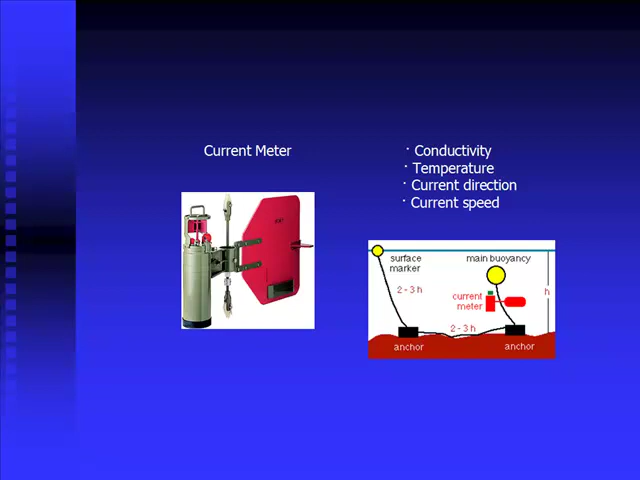 Current Meter
· Conductivity
· Temperature
· Current direction
· Current speed
surface
marker
main buoyancy
2 - 3 h
current
meter
h
2 - 3 h
anchor
anchor